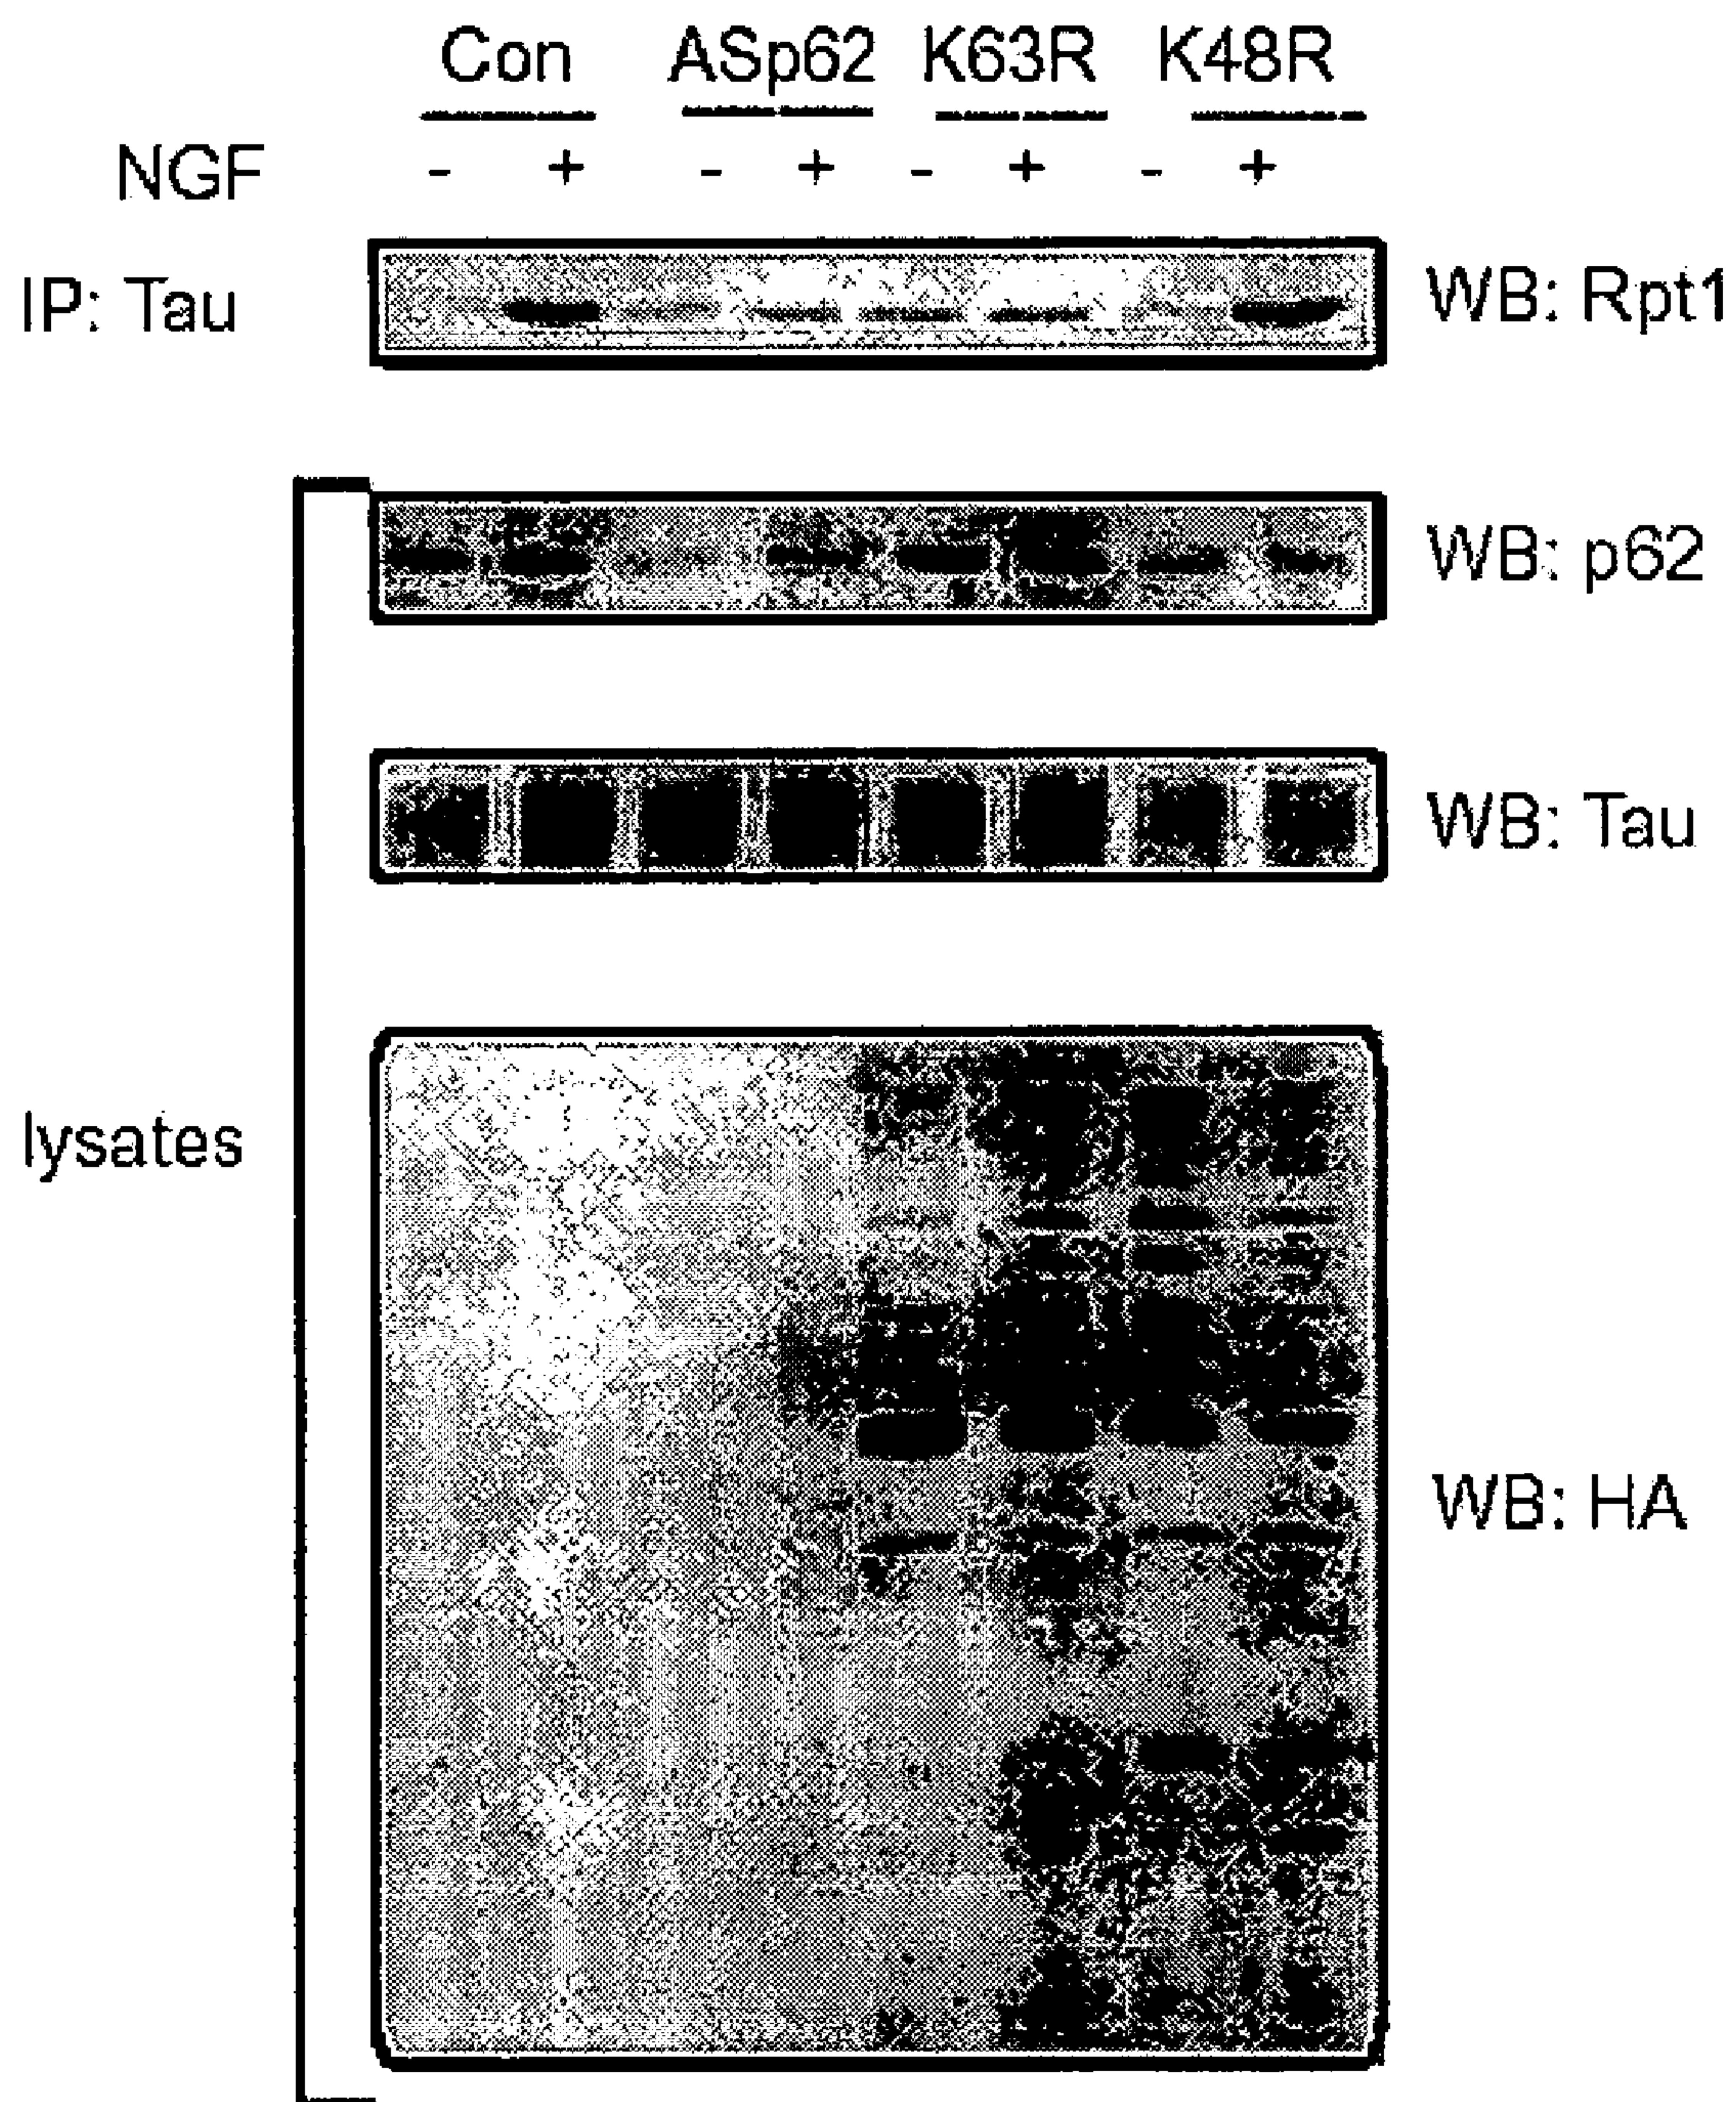 Con ASp62 K63R K48R
NGF - + - + - + - +
IP: Tau WB: Rpt1
WB: p62
WB: Tau
lysates
WB: HA